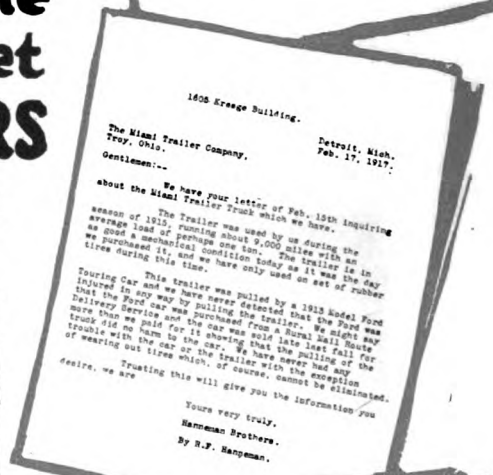 le
et
RS
1605 Kresge Building.
Detroit, Mich.
Feb. 17, 1917.
The Miami Trailer Company,
Troy, Ohio.
Gentlemen:--
We have your letter of Feb. 15th inquiring
about the Miami Trailer Truck which we have.
The Trailer was used by us during the
season of 1915, running about 9,000 miles with an
average load of perhaps one ton. The trailer is in
as good a mechanical condition today as it was the day
we purchased it, and we have only used on set of rubber
tires during this time.
This trailer was pulled by a 1913 Model Ford
Touring Car and we have never detected that the Ford was
injured in any way by pulling the trailer. We might say
that the Ford car was purchased from a Rural Mail Route
Delivery Service and the car was sold late last fall for
more than we paid for it showing that the pulling of the
truck did no harm to the car. We have never had any
trouble with the car or the trailer with the exception
of wearing out tires which, of course, cannot be eliminated.
Trusting this will give you the information you
desire, we are
Yours very truly,
Hanneman Brothers.
By R.F. Hanneman.